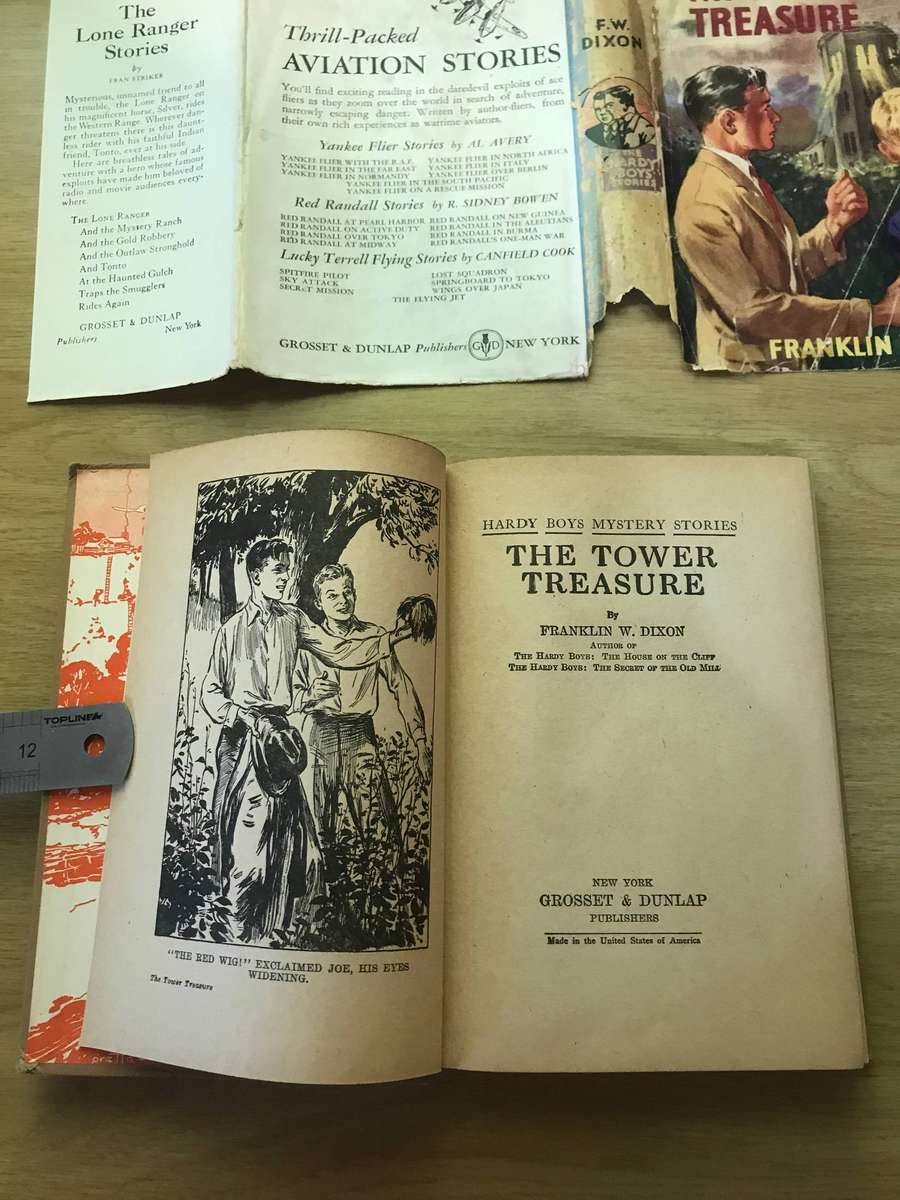 The
Lone Ranger
Stories
by
FRAN STRIKER
Mysterious, unnamed friend to all
in trouble, the Lone Ranger on
his magnificent horse, Silver, rides
the Western Range. Wherever dan-
ger threatens there is this daunt-
less rider with his faithful Indian
friend, Tonto, ever at his side.
Here are breathless tales of ad-
venture with a hero whose famous
exploits have made him beloved of
radio and movie audiences every-
where.
THE LONE RANGER
And the Mystery Ranch
And the Gold Robbery
And the Outlaw Stronghold
And Tonto
At the Haunted Gulch
Traps the Smugglers
Rides Again
GROSSET & DUNLAP
Publishers New York
Thrill-Packed
AVIATION STORIES
You'll find exciting reading in the daredevil exploits of ace
fliers as they zoom over the world in search of adventure,
narrowly escaping danger. Written by author-fliers, from
their own rich experiences as wartime aviators.
Yankee Flier Stories by AL AVERY
YANKEE FLIER WITH THE R.A.F. YANKEE FLIER IN NORTH AFRICA
YANKEE FLIER IN THE FAR EAST YANKEE FLIER IN ITALY
YANKEE FLIER IN NORMANDY YANKEE FLIER OVER BERLIN
YANKEE FLIER IN THE SOUTH PACIFIC
YANKEE FLIER ON A RESCUE MISSION
Red Randall Stories by R. SIDNEY BOWEN
RED RANDALL AT PEARL HARBOR RED RANDALL ON NEW GUINEA
RED RANDALL ON ACTIVE DUTY RED RANDALL IN THE ALEUTIANS
RED RANDALL OVER TOKYO RED RANDALL IN BURMA
RED RANDALL AT MIDWAY RED RANDALL'S ONE-MAN WAR
Lucky Terrell Flying Stories by CANFIELD COOK
SPITFIRE PILOT LOST SQUADRON
SKY ATTACK SPRINGBOARD TO TOKYO
SECRET MISSION WINGS OVER JAPAN
THE FLYING JET
GROSSET & DUNLAP Publishers G D NEW YORK
F.W.
DIXON
THE
HARDY
BOYS
STORIES
TREASURE
FRANKLIN
TOPLINE
12
"THE RED WIG!" EXCLAIMED JOE, HIS EYES
WIDENING.
The Tower Treasure
HARDY BOYS MYSTERY STORIES
THE TOWER
TREASURE
By
FRANKLIN W. DIXON
AUTHOR OF
THE HARDY BOYS: THE HOUSE ON THE CLIFF
THE HARDY BOYS: THE SECRET OF THE OLD MILL
NEW YORK
GROSSET & DUNLAP
PUBLISHERS
Made in the United States of America